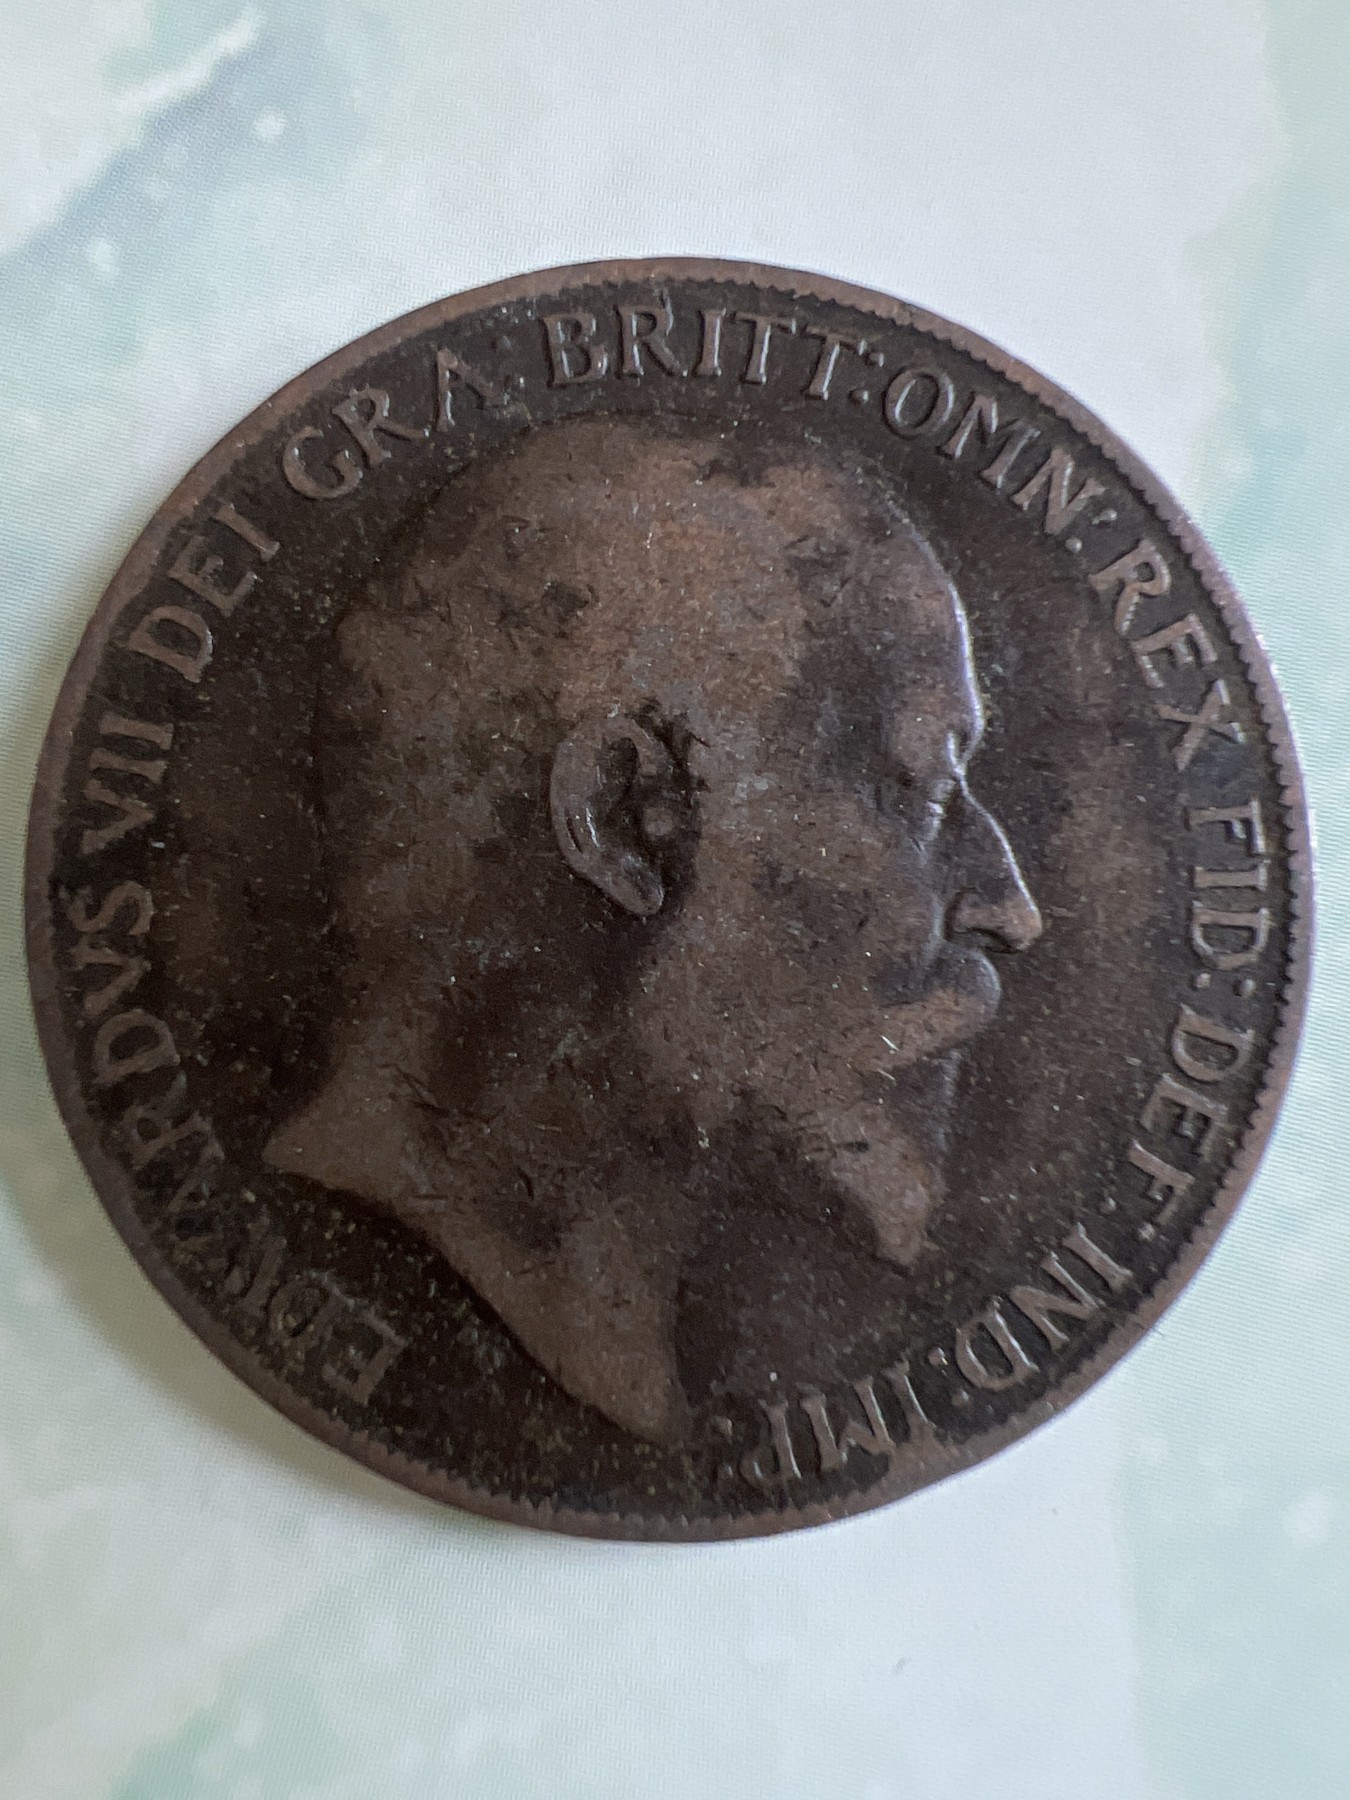 EDWARDVS VII DEI GRA: BRITT: OMN: REX FID: DEF: IND: IMP: